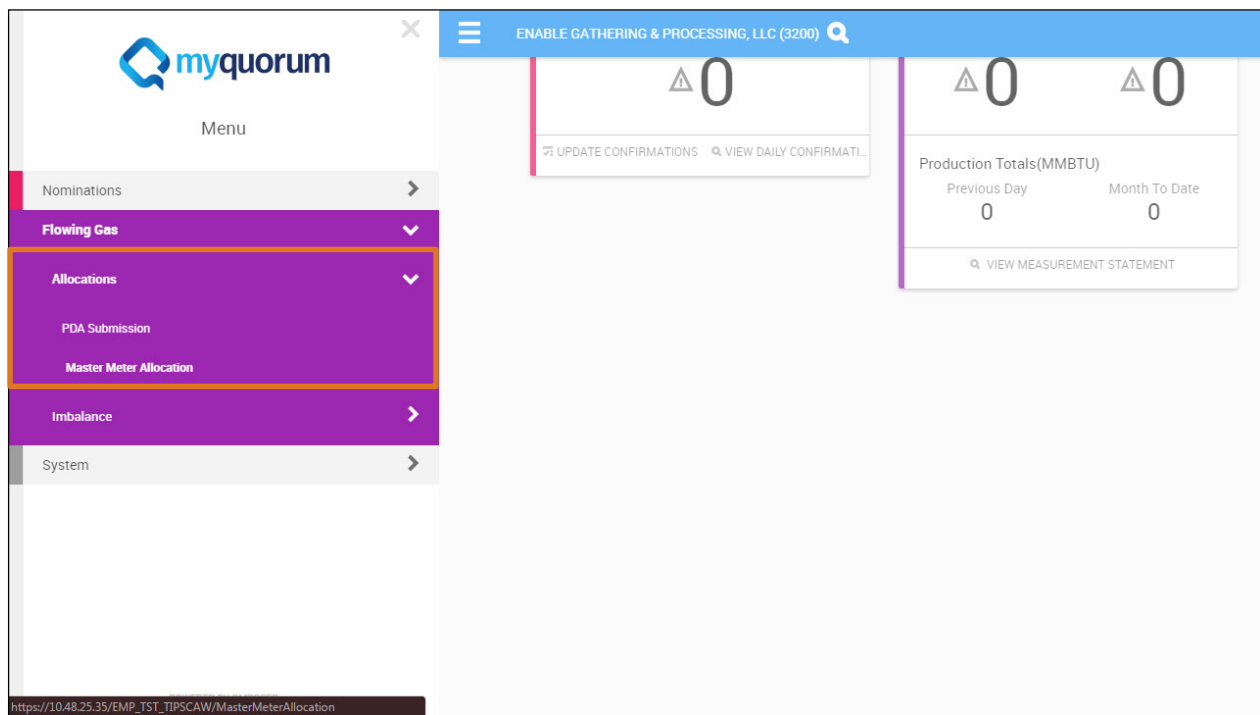 myquorum
Menu
Nominations
Flowing Gas
Allocations
PDA Submission
Master Meter Allocation
Imbalance
System
https://10.48.25.35/EMP_TST_TIPSCAW/MasterMeterAllocation
ENABLE GATHERING & PROCESSING, LLC (3200)
0
UPDATE CONFIRMATIONS VIEW DAILY CONFIRMATI...
0 0
Production Totals(MMBTU)
Previous Day Month To Date
0 0
VIEW MEASUREMENT STATEMENT